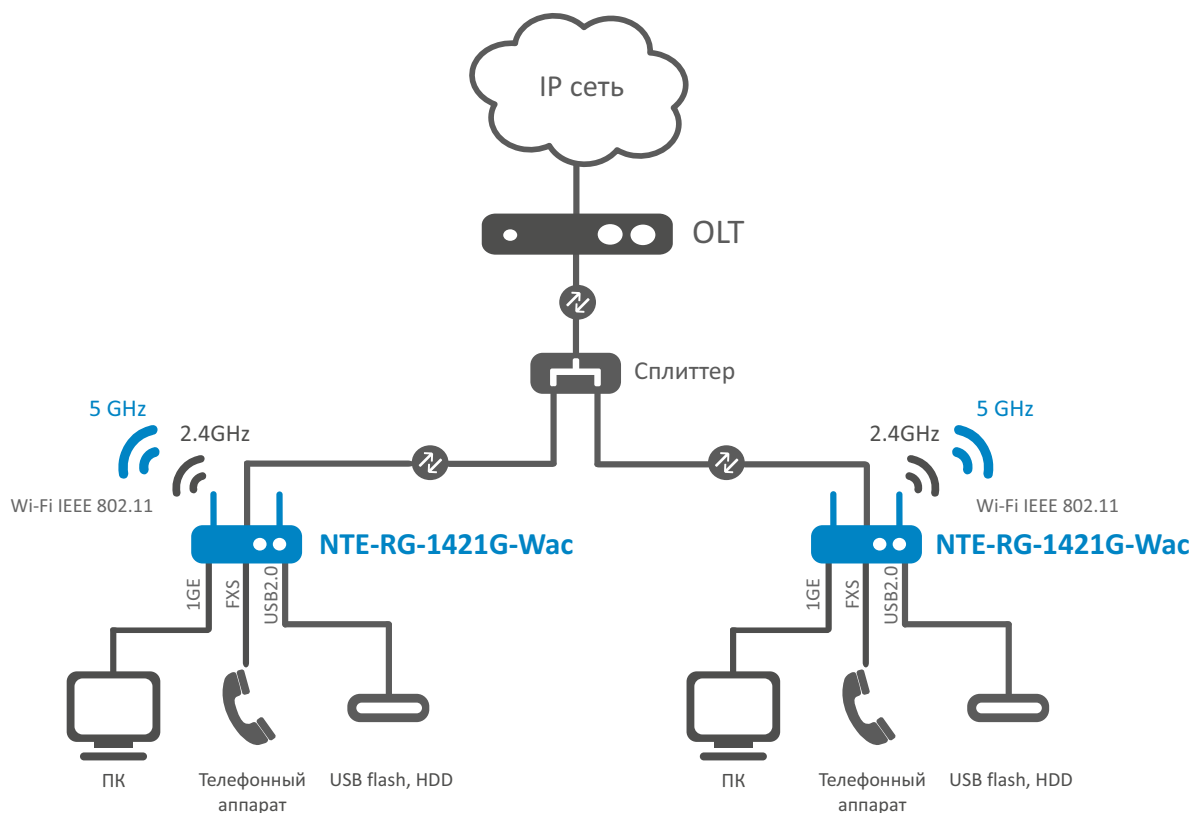 IP сеть
OLT
Сплиттер
5 GHz
2.4GHz
Wi-Fi IEEE 802.11
NTE-RG-1421G-Wac
1GE
FXS
USB2.0
ПК
Телефонный
аппарат
USB flash, HDD
5 GHz
2.4GHz
Wi-Fi IEEE 802.11
NTE-RG-1421G-Wac
1GE
FXS
USB2.0
ПК
Телефонный
аппарат
USB flash, HDD